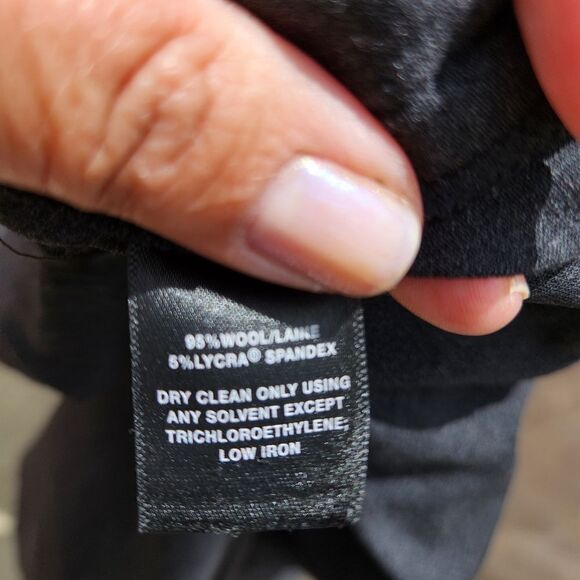 95% WOOL/LAINE
5% LYCRA® SPANDEX
DRY CLEAN ONLY USING
ANY SOLVENT EXCEPT
TRICHLOROETHYLENE,
LOW IRON